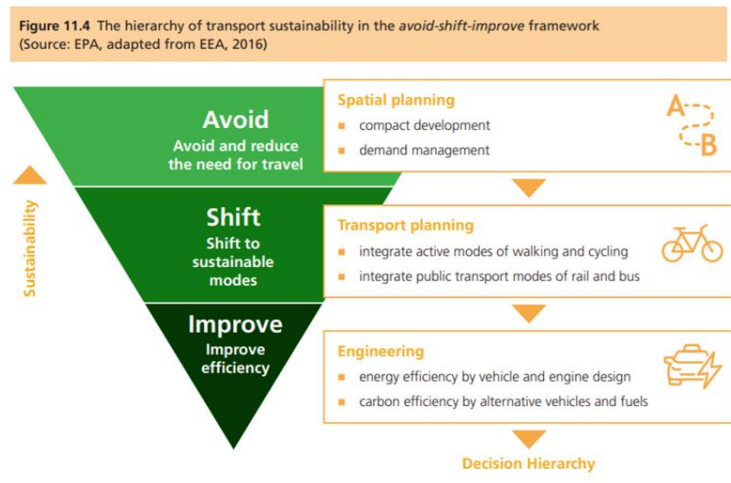 Figure 11.4 The hierarchy of transport sustainability in the avoid-shift-improve framework
(Source: EPA, adapted from EEA, 2016)
Avoid
Avoid and reduce
the need for travel
Spatial planning
compact development
demand management
A
B
Sustainability
Shift
Shift to
sustainable
modes
Transport planning
integrate active modes of walking and cycling
integrate public transport modes of rail and bus
Improve
Improve
efficiency
Engineering
energy efficiency by vehicle and engine design
carbon efficiency by alternative vehicles and fuels
Decision Hierarchy